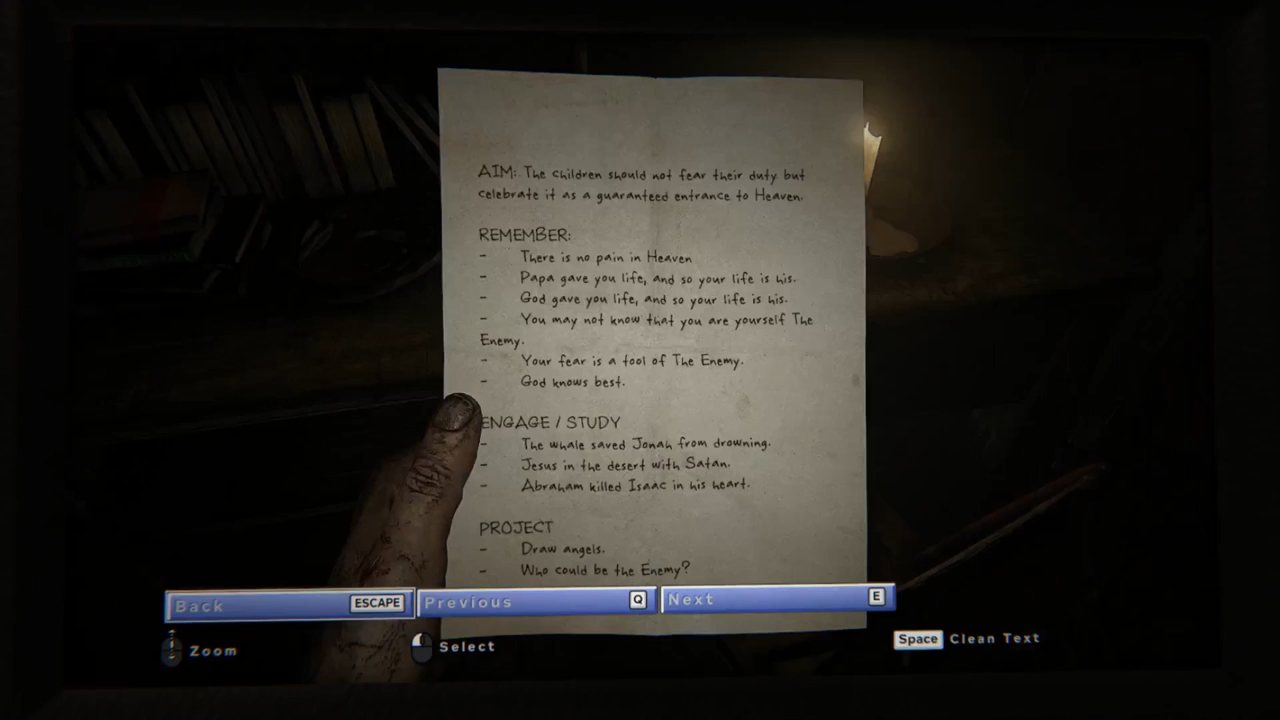 AIM: The children should not fear their duty but
celebrate it as a guaranteed entrance to Heaven.
REMEMBER:
- There is no pain in Heaven
- Papa gave you life, and so your life is his.
- God gave you life, and so your life is his.
- You may not know that you are yourself The
Enemy.
- Your fear is a tool of The Enemy.
- God knows best.
ENGAGE / STUDY
- The whale saved Jonah from drowning.
- Jesus in the desert with Satan.
- Abraham killed Isaac in his heart.
PROJECT
- Draw angels.
- Who could be the Enemy?
Back ESCAPE Previous Q Next E
Zoom Select Space Clean Text